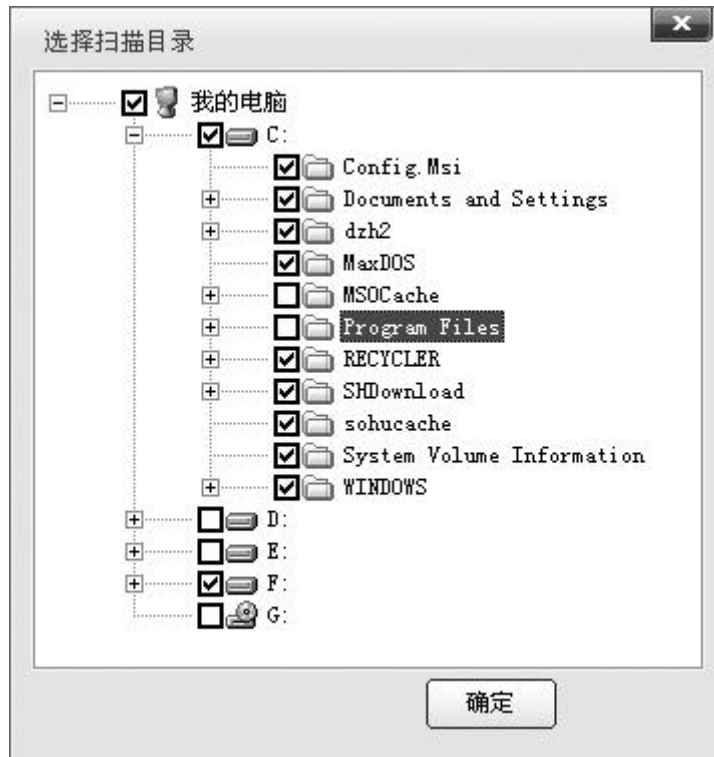 选择扫描目录
我的电脑
C:
Config.Msi
Documents and Settings
dzh2
MaxDOS
MSOCache
Program Files
RECYCLER
SHDownload
sohucache
System Volume Information
WINDOWS
D:
E:
F:
G:
确定